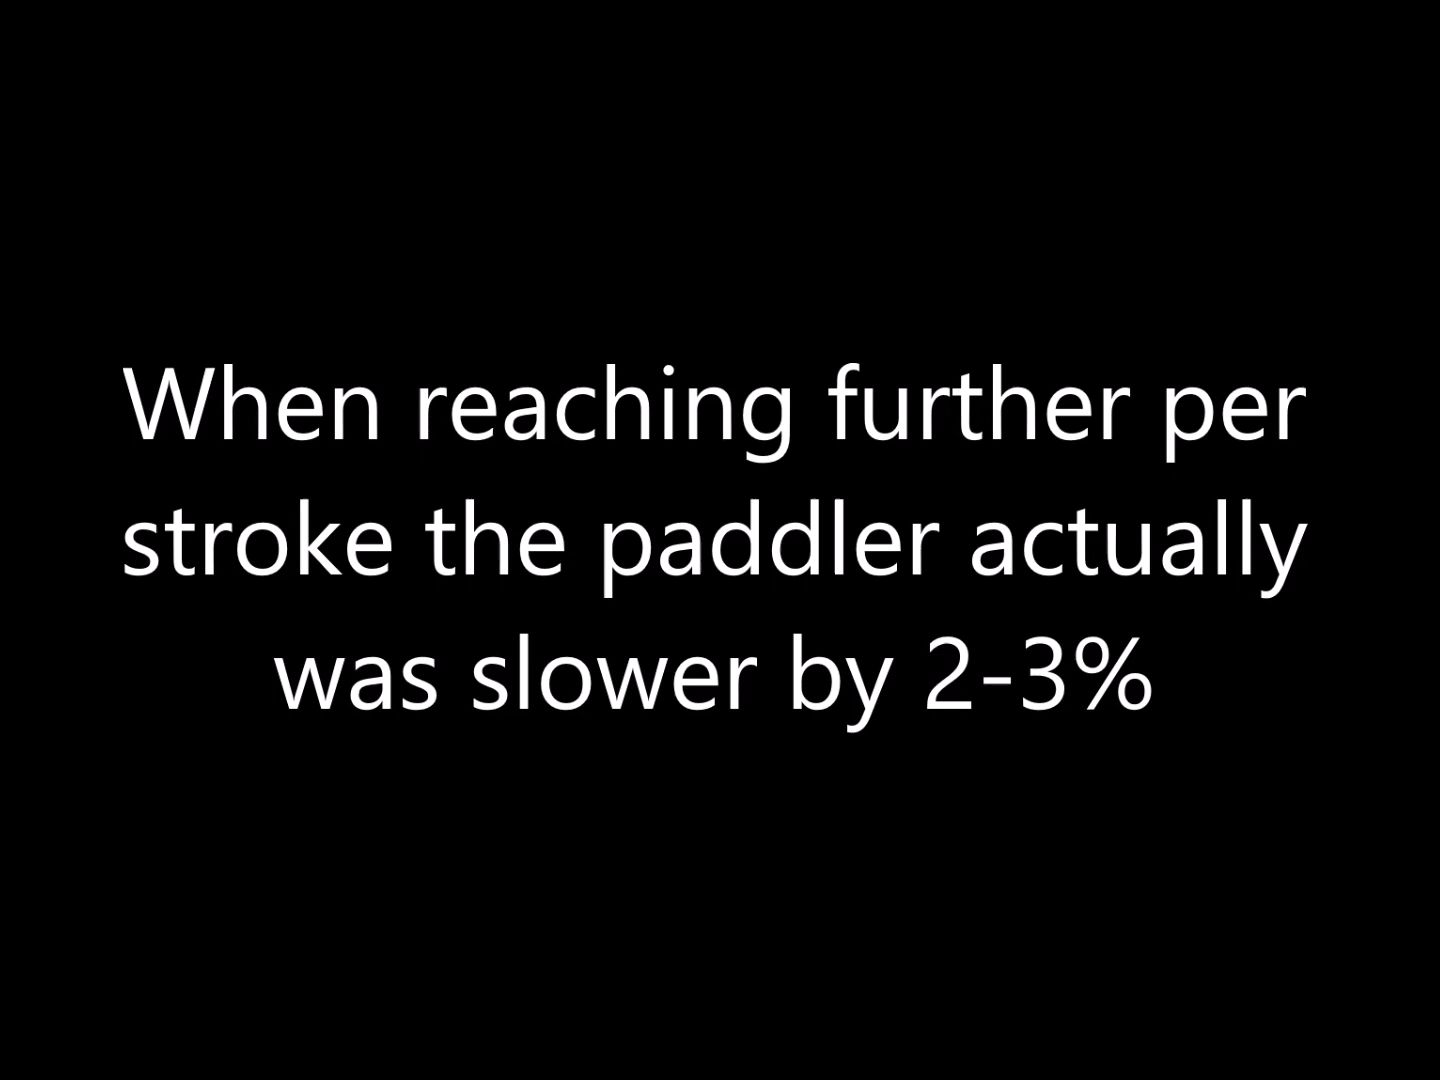 When reaching further per
stroke the paddler actually
was slower by 2-3%